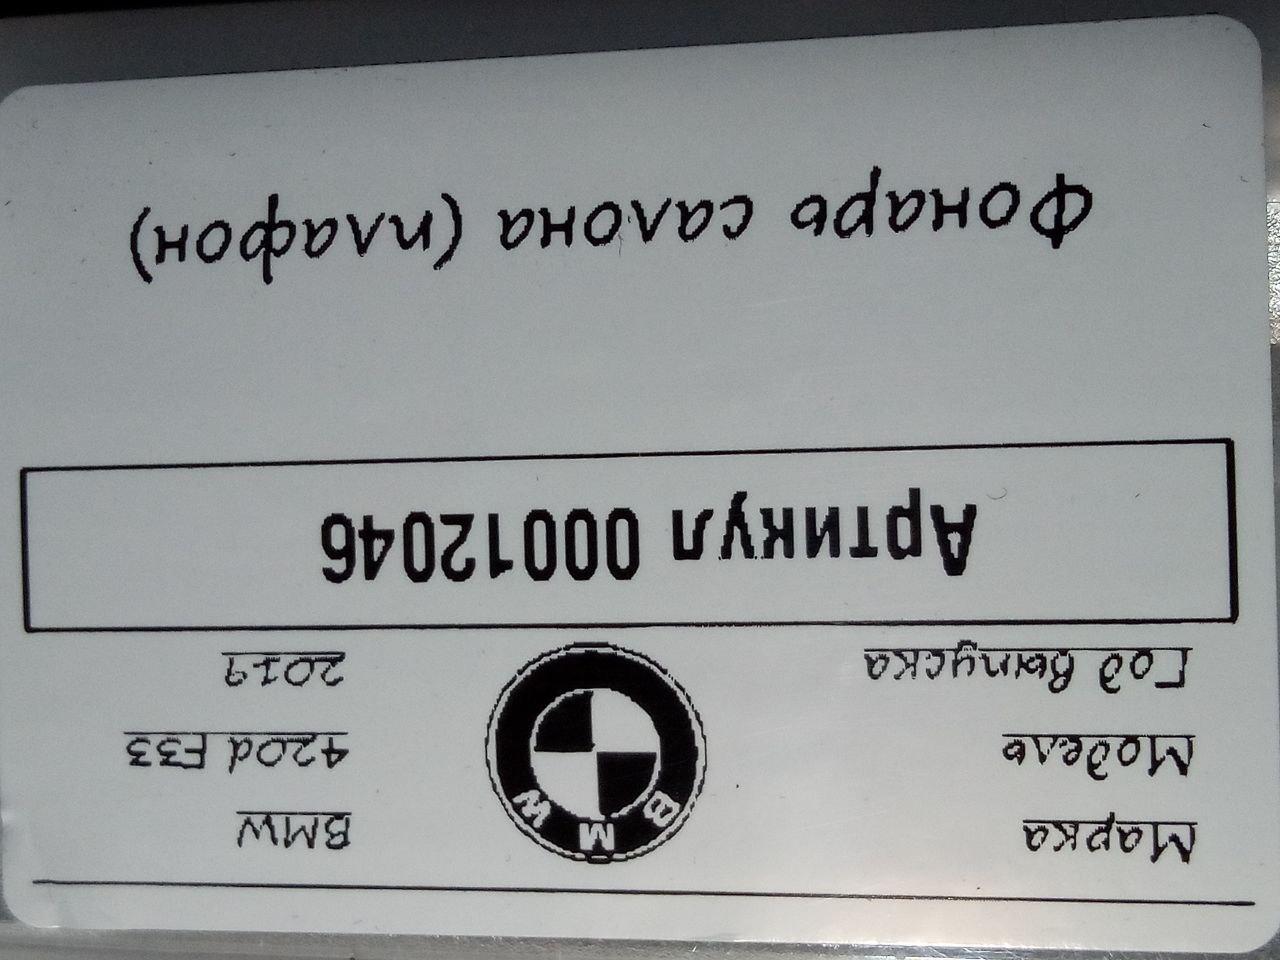 Марка BMW
Модель 420d F33
Год выпуска 2019
BMW
Артикул 00012046
Фонарь салона (плафон)